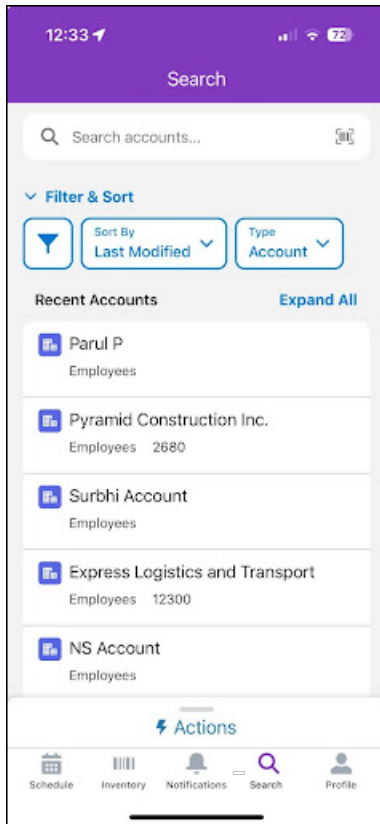 12:33
72
Search
Search accounts...
Filter & Sort
Sort By
Last Modified
Type
Account
Recent Accounts
Expand All
Parul P
Employees
Pyramid Construction Inc.
Employees 2680
Surbhi Account
Employees
Express Logistics and Transport
Employees 12300
NS Account
Employees
Actions
Schedule
Inventory
Notifications
Search
Profile